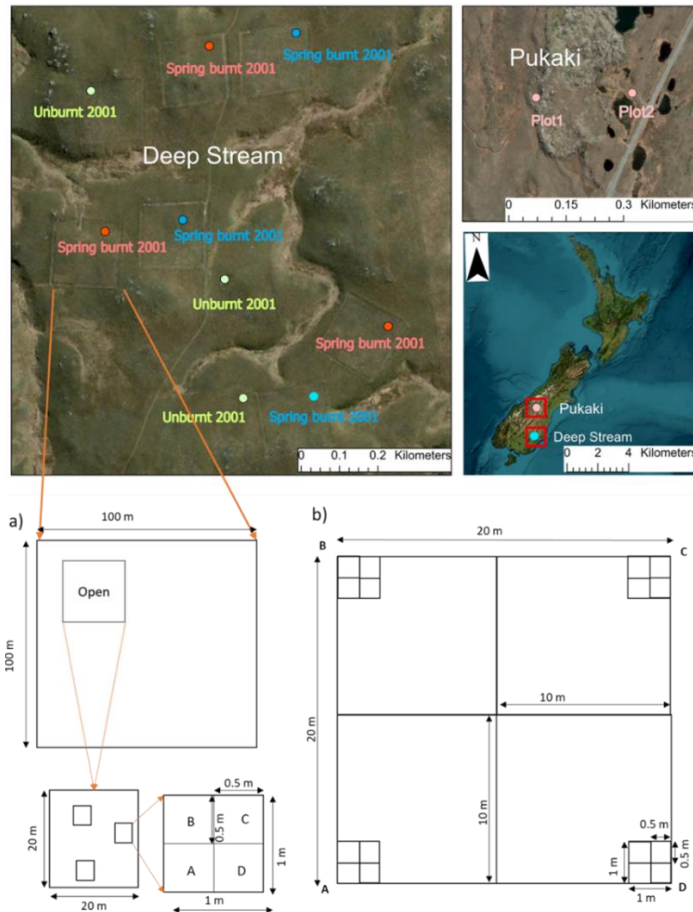 Spring burnt 2001
Spring burnt 2001
Unburnt 2001
Deep Stream
Spring burnt 2001
Spring burnt 2001
Unburnt 2001
Spring burnt 2001
Unburnt 2001
Spring burnt 2001
0 0.1 0.2 Kilometers
Pukaki
Plot1
Plot2
0 0.15 0.3 Kilometers
N
Pukaki
Deep Stream
0 2 4 Kilometers
a)
100 m
100 m
Open
20 m
20 m
0.5 m
B C
0.5 m
A D
1 m
1 m
b)
B
20 m
C
20 m
10 m
10 m
0.5 m
0.5 m
1 m
A
D
1 m